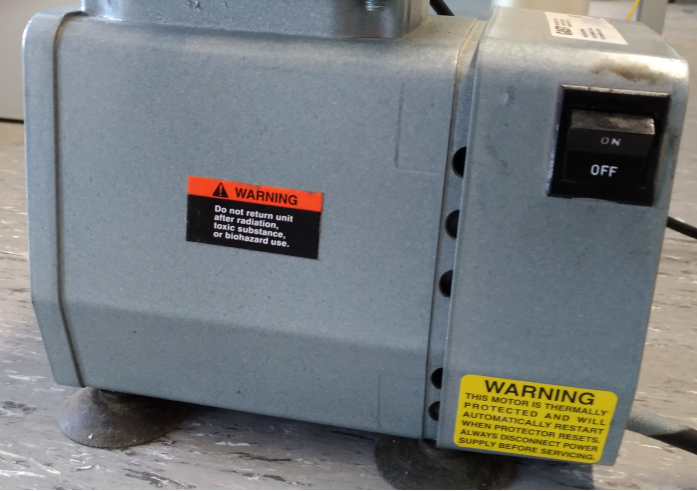 GAST
ON
OFF
WARNING
Do not return unit
after radiation,
toxic substance,
or biohazard use.
WARNING
THIS MOTOR IS THERMALLY
PROTECTED AND WILL
AUTOMATICALLY RESTART
WHEN PROTECTOR RESETS.
ALWAYS DISCONNECT POWER
SUPPLY BEFORE SERVICING.